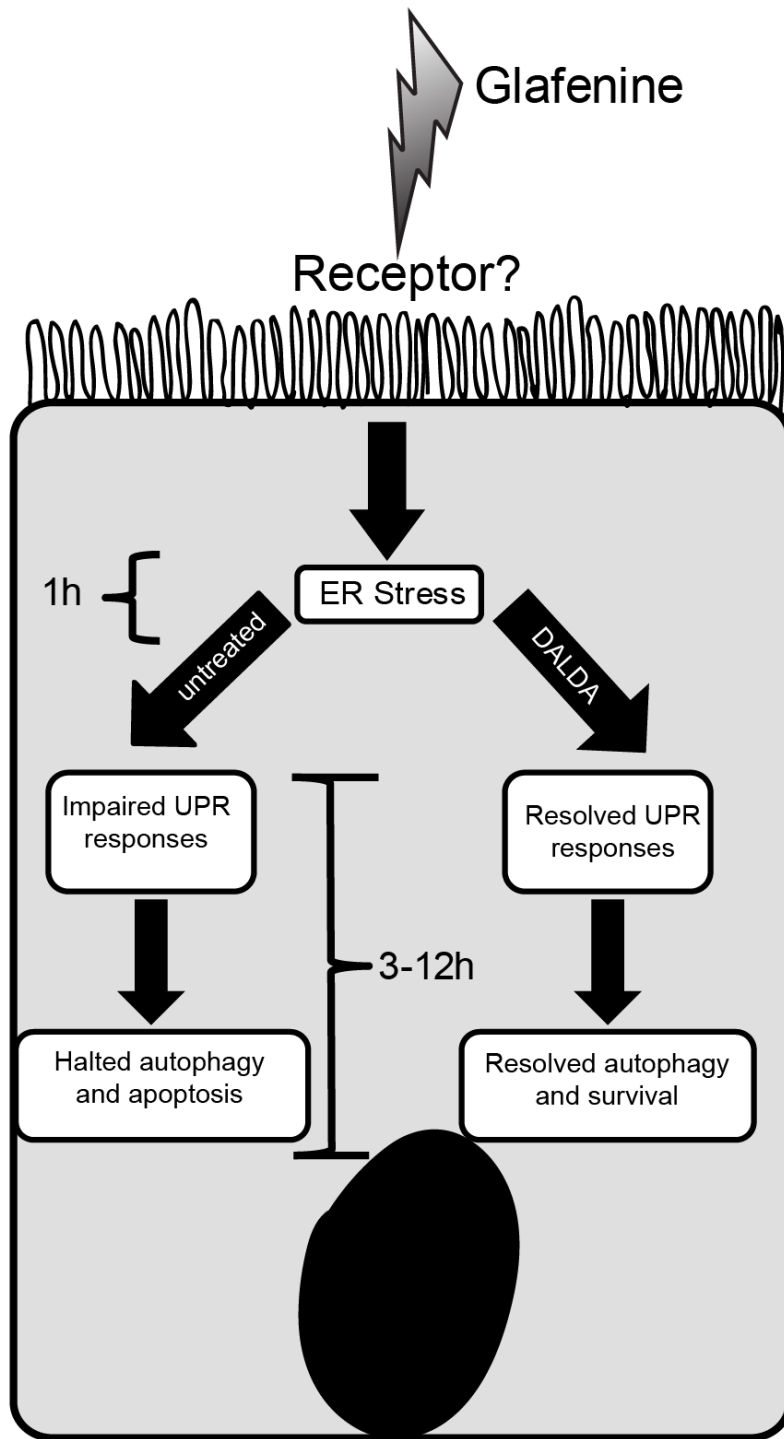 Glafenine
Receptor?
1h
ER Stress
untreated
DALDA
Impaired UPR
responses
Resolved UPR
responses
3-12h
Halted autophagy
and apoptosis
Resolved autophagy
and survival